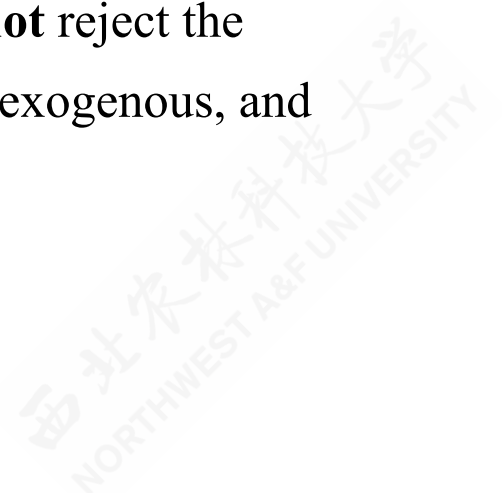 ot reject the
exogenous, and
西北农林科技大学
NORTHWEST A&F UNIVERSITY